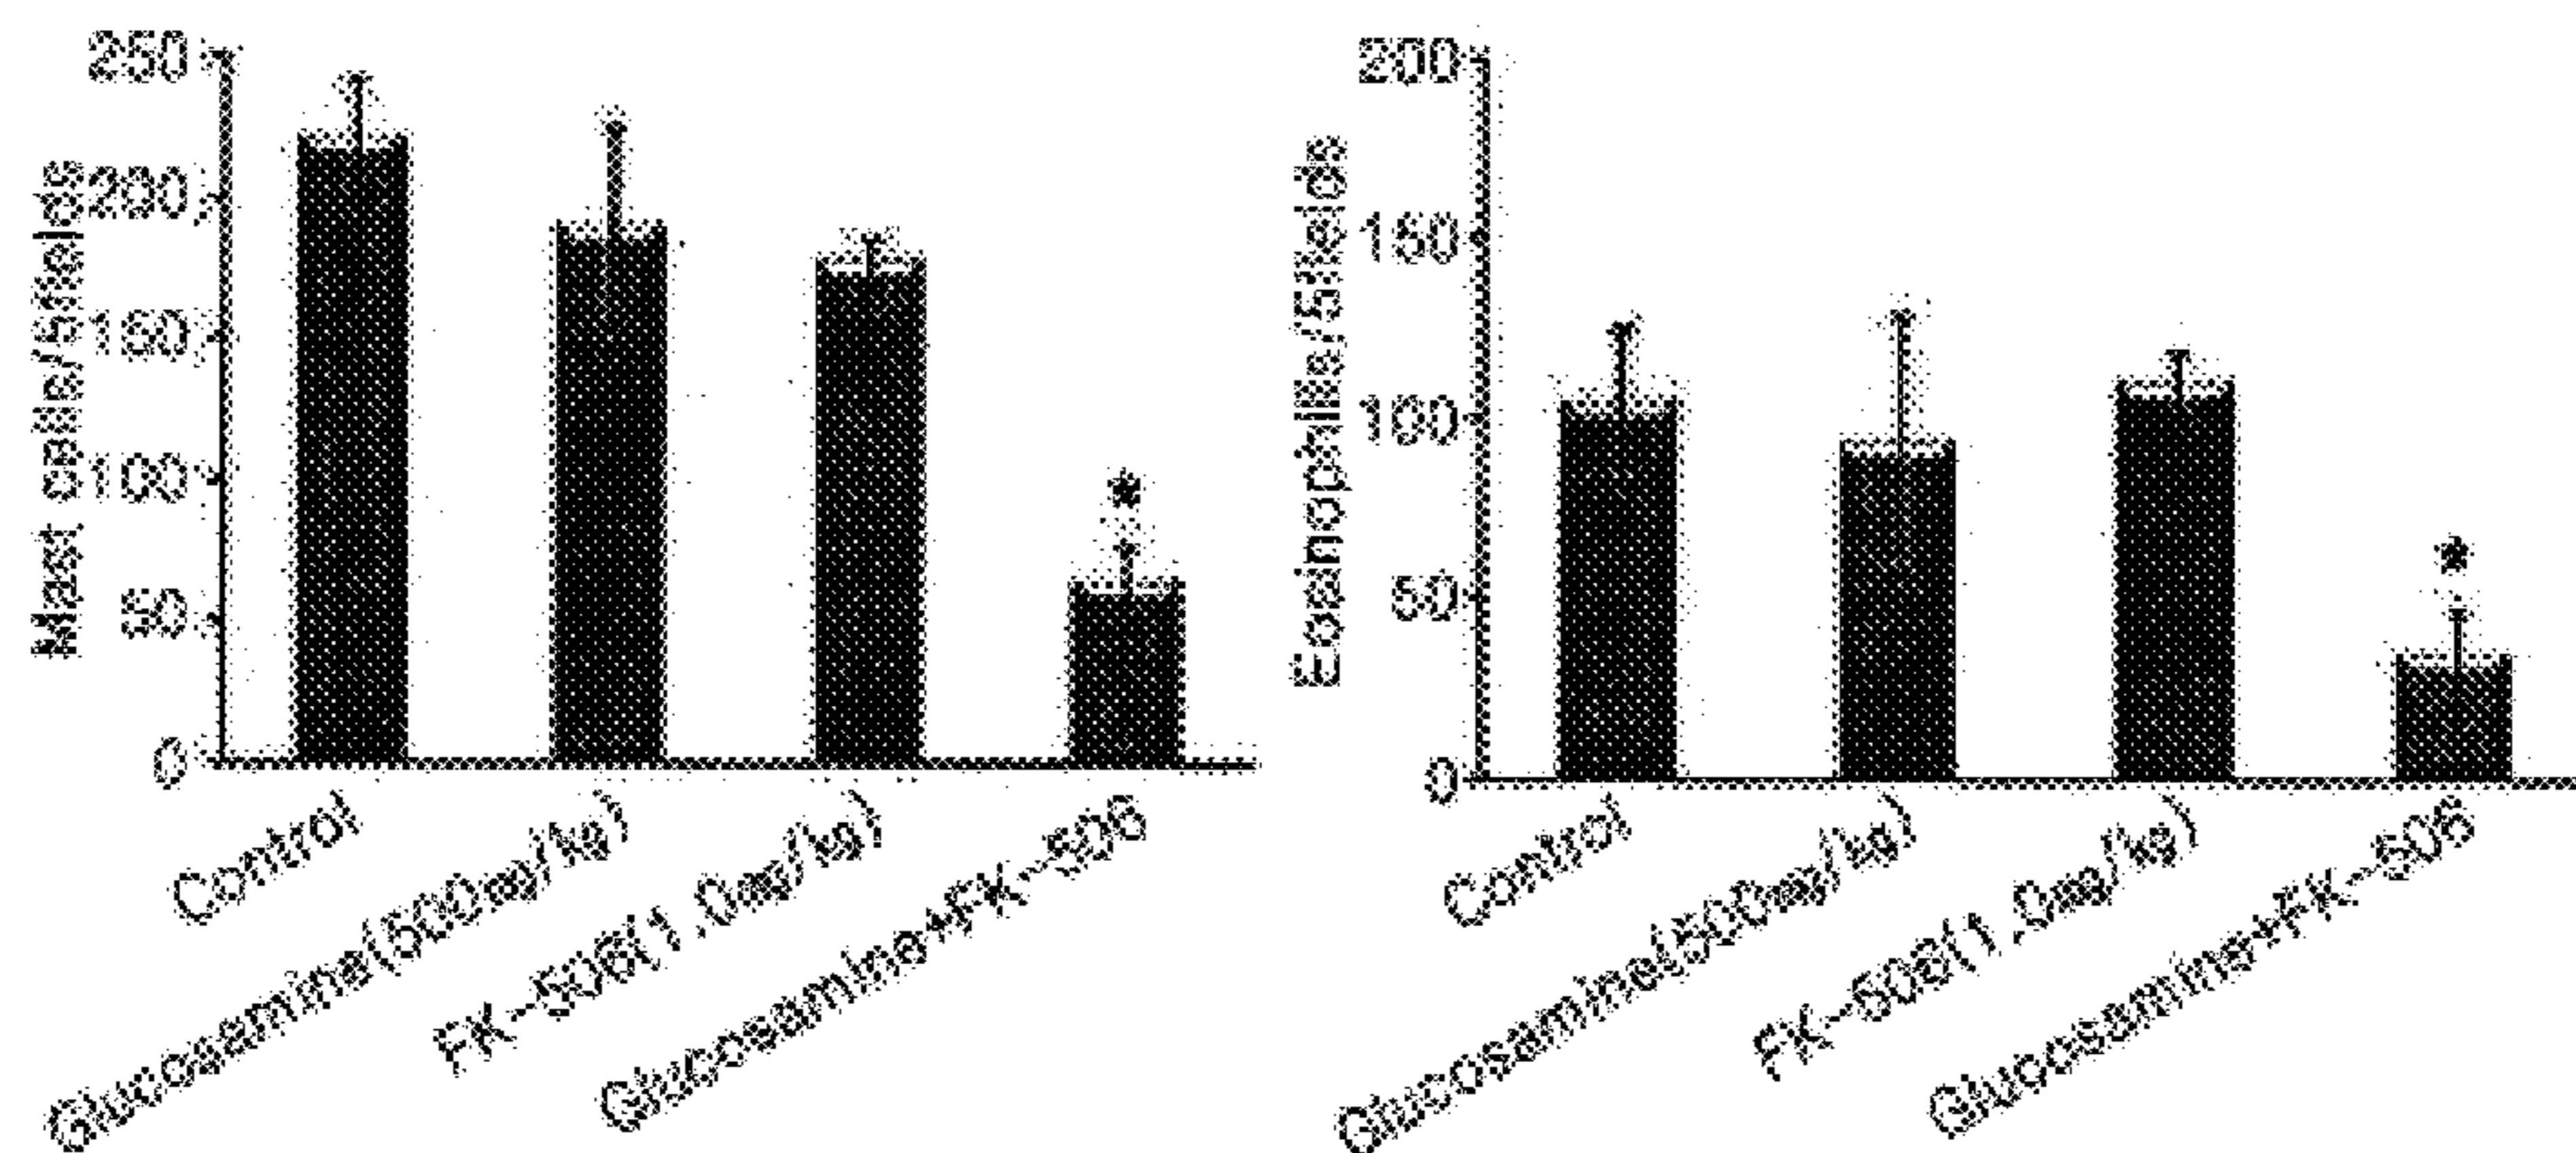 250
200
150
100
50
0
Mast cells/5fields
Control
Glucosamine(500mg/kg)
FK-506(1.0mg/kg)
Glucosamine+FK-506
*
200
150
100
50
0
Eosinophils/5fields
Control
Glucosamine(500mg/kg)
FK-506(1.0mg/kg)
Glucosamine+FK-506
*